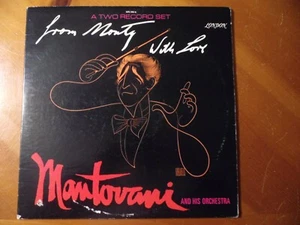 A TWO RECORD SET
From Monty
With Love
LONDON
Mantovani
AND HIS ORCHESTRA